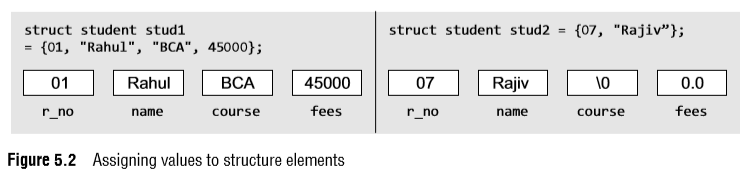 struct student stud1
= {01, "Rahul", "BCA", 45000};
01 Rahul BCA 45000
r_no name course fees
struct student stud2 = {07, "Rajiv”};
07 Rajiv \0 0.0
r_no name course fees
Figure 5.2 Assigning values to structure elements